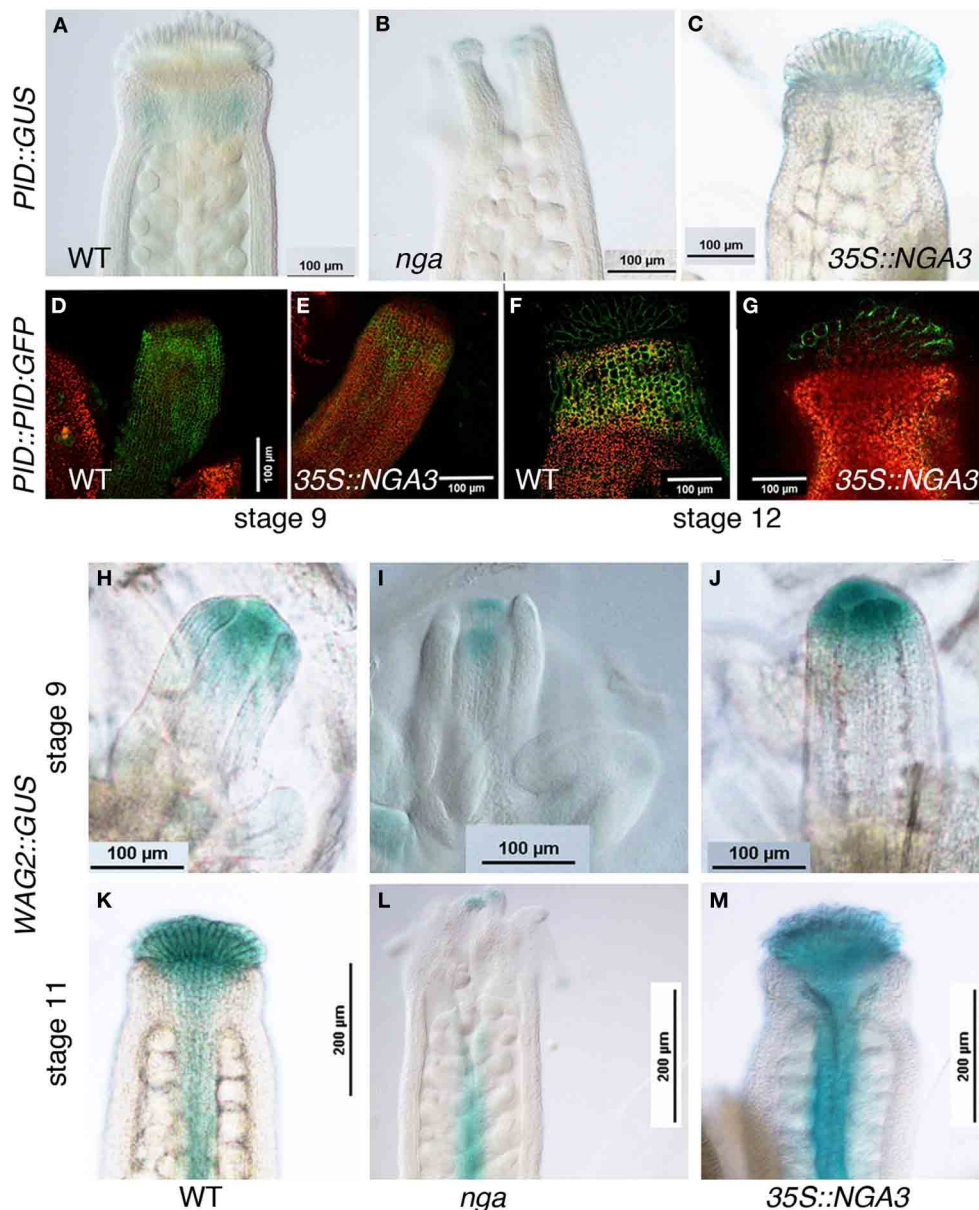 PID::GUS
A
WT
100 µm
B
nga
100 µm
C
100 µm
35S::NGA3
PID::PID:GFP
D
WT
100 µm
E
35S::NGA3
100 µm
F
WT
100 µm
G
100 µm
35S::NGA3
stage 9
stage 12
WAG2::GUS
stage 9
H
100 µm
I
100 µm
J
100 µm
stage 11
K
200 µm
L
200 µm
M
200 µm
WT
nga
35S::NGA3